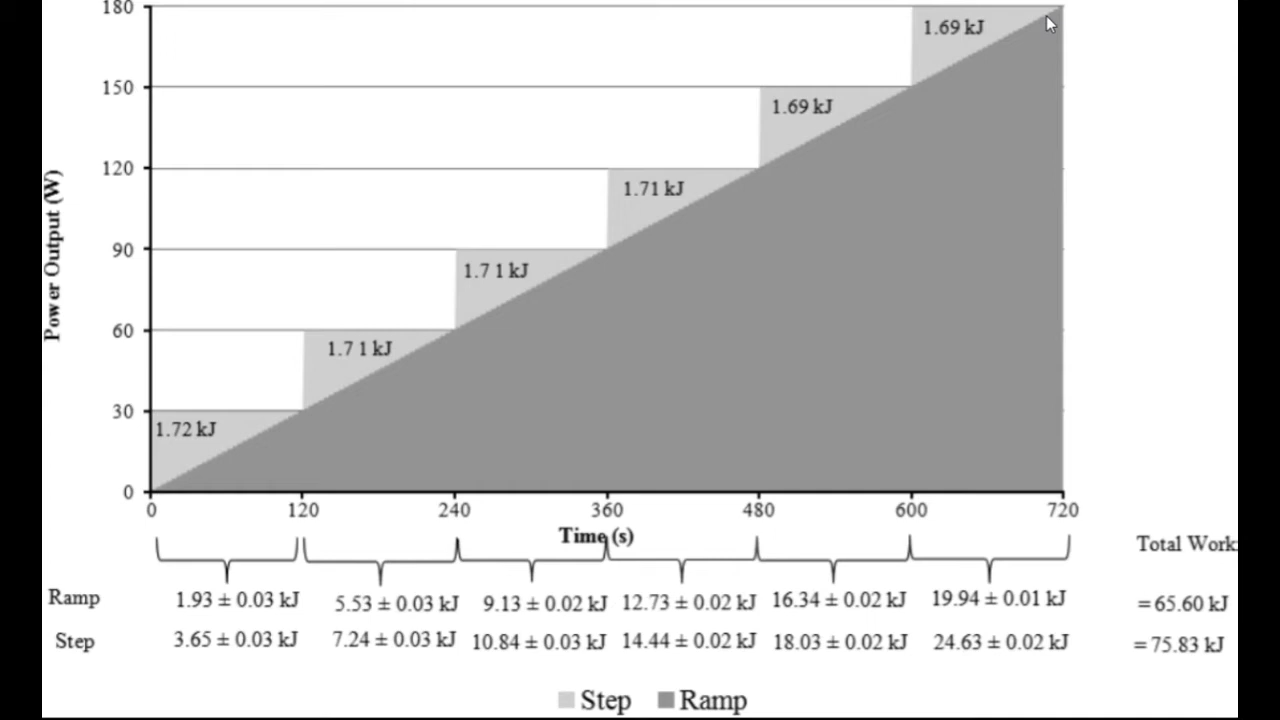 180
1.69 kJ
150
1.69 kJ
120
1.71 kJ
90
1.7 1 kJ
60
1.7 1 kJ
30
1.72 kJ
0
Power Output (W)
0 120 240 360 480 600 720
Time (s)
Total Work:
Ramp 1.93 ± 0.03 kJ 5.53 ± 0.03 kJ 9.13 ± 0.02 kJ 12.73 ± 0.02 kJ 16.34 ± 0.02 kJ 19.94 ± 0.01 kJ =65.60 kJ
Step 3.65 ± 0.03 kJ 7.24 ± 0.03 kJ 10.84 ± 0.03 kJ 14.44 ± 0.02 kJ 18.03 ± 0.02 kJ 24.63 ± 0.02 kJ =75.83 kJ
Step Ramp